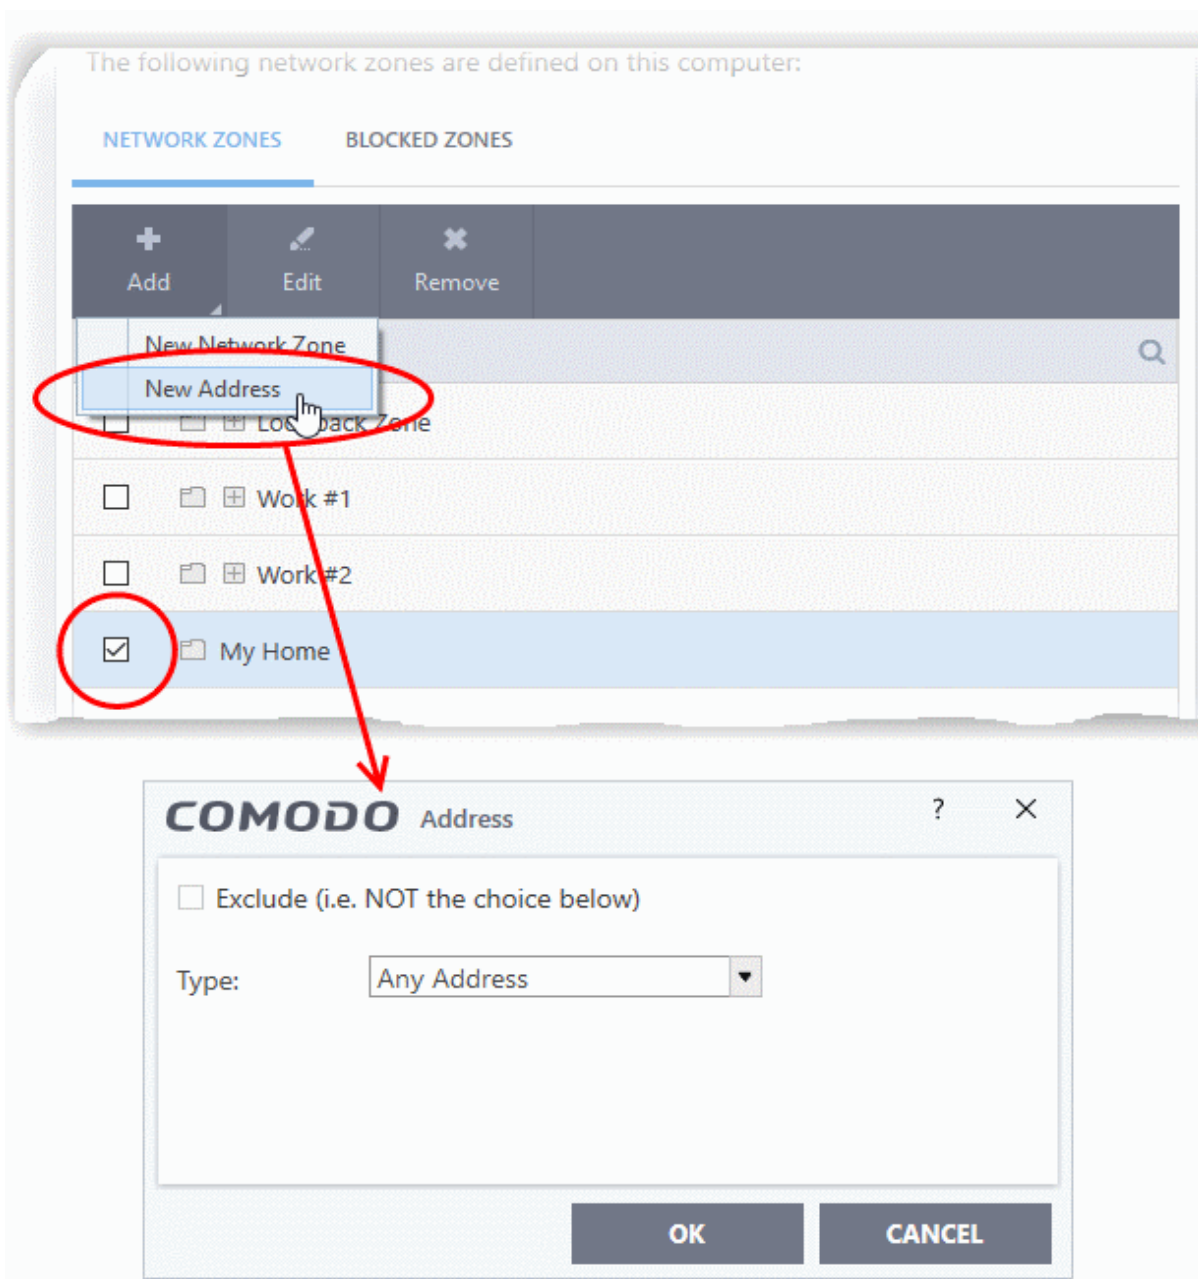 The following network zones are defined on this computer:
NETWORK ZONES BLOCKED ZONES
Add Edit Remove
New Network Zone
New Address
Loopback Zone
Work #1
Work #2
My Home
COMODO Address ?
Exclude (i.e. NOT the choice below)
Type: Any Address
OK CANCEL